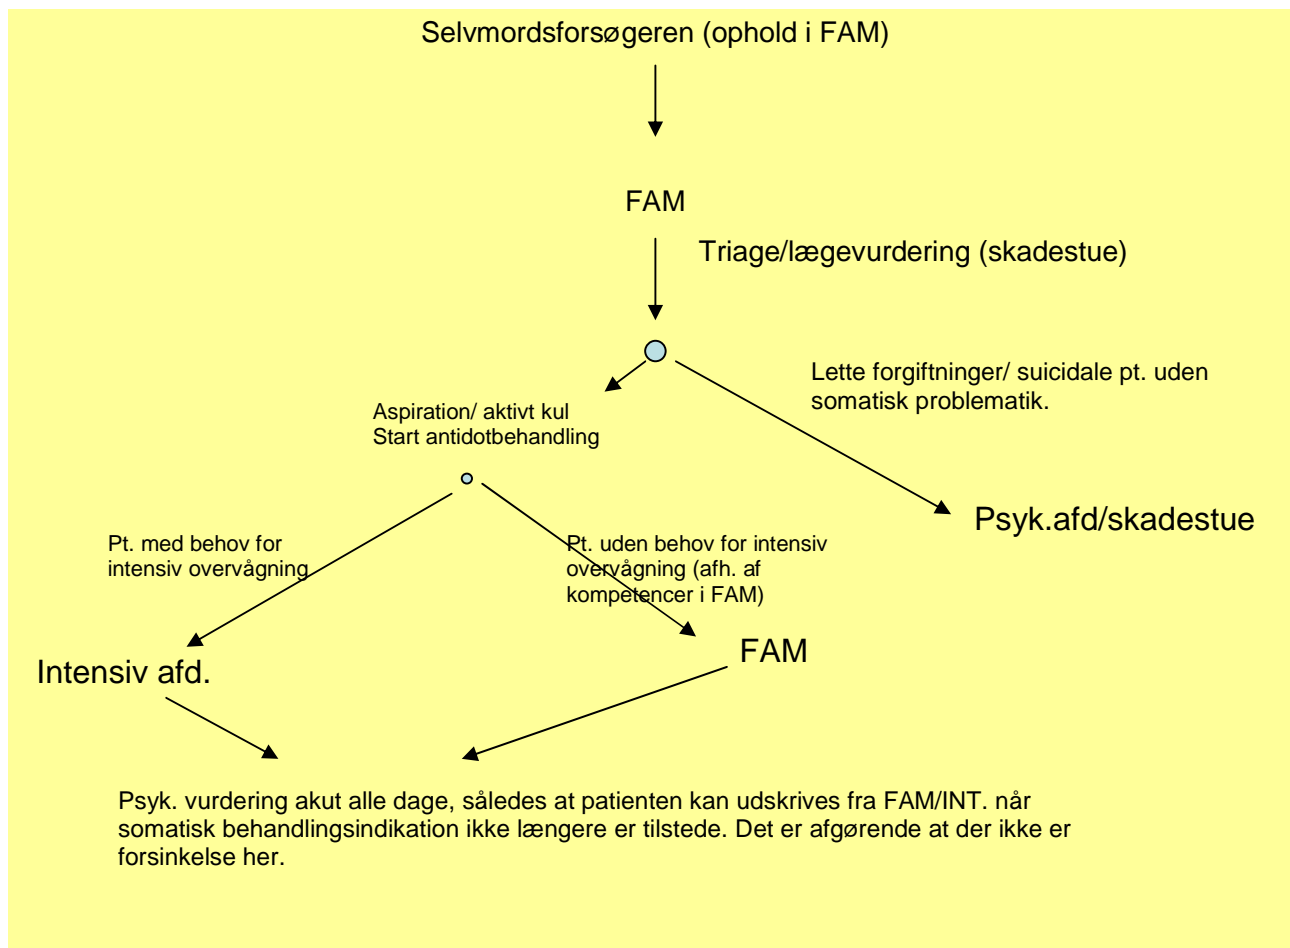 Selvmordsforsøgeren (ophold i FAM)
FAM
Triage/lægevurdering (skadestue)
Lette forgiftninger/ suicidale pt. uden
somatisk problematik.
Aspiration/ aktivt kul
Start antidotbehandling
Psyk.afd/skadestue
Pt. med behov for
intensiv overvågning
Pt. uden behov for intensiv
overvågning (afh. af
kompetencer i FAM)
FAM
Intensiv afd.
Psyk. vurdering akut alle dage, således at patienten kan udskrives fra FAM/INT. når
somatisk behandlingsindikation ikke længere er tilstede. Det er afgørende at der ikke er
forsinkelse her.